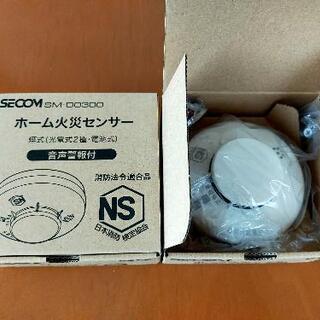 SECOM SM-D0300
ホーム火災センサー
煙式(光電式2種・電池式)
音声警報付
消防法令適合品
NS
日本消防検定協会